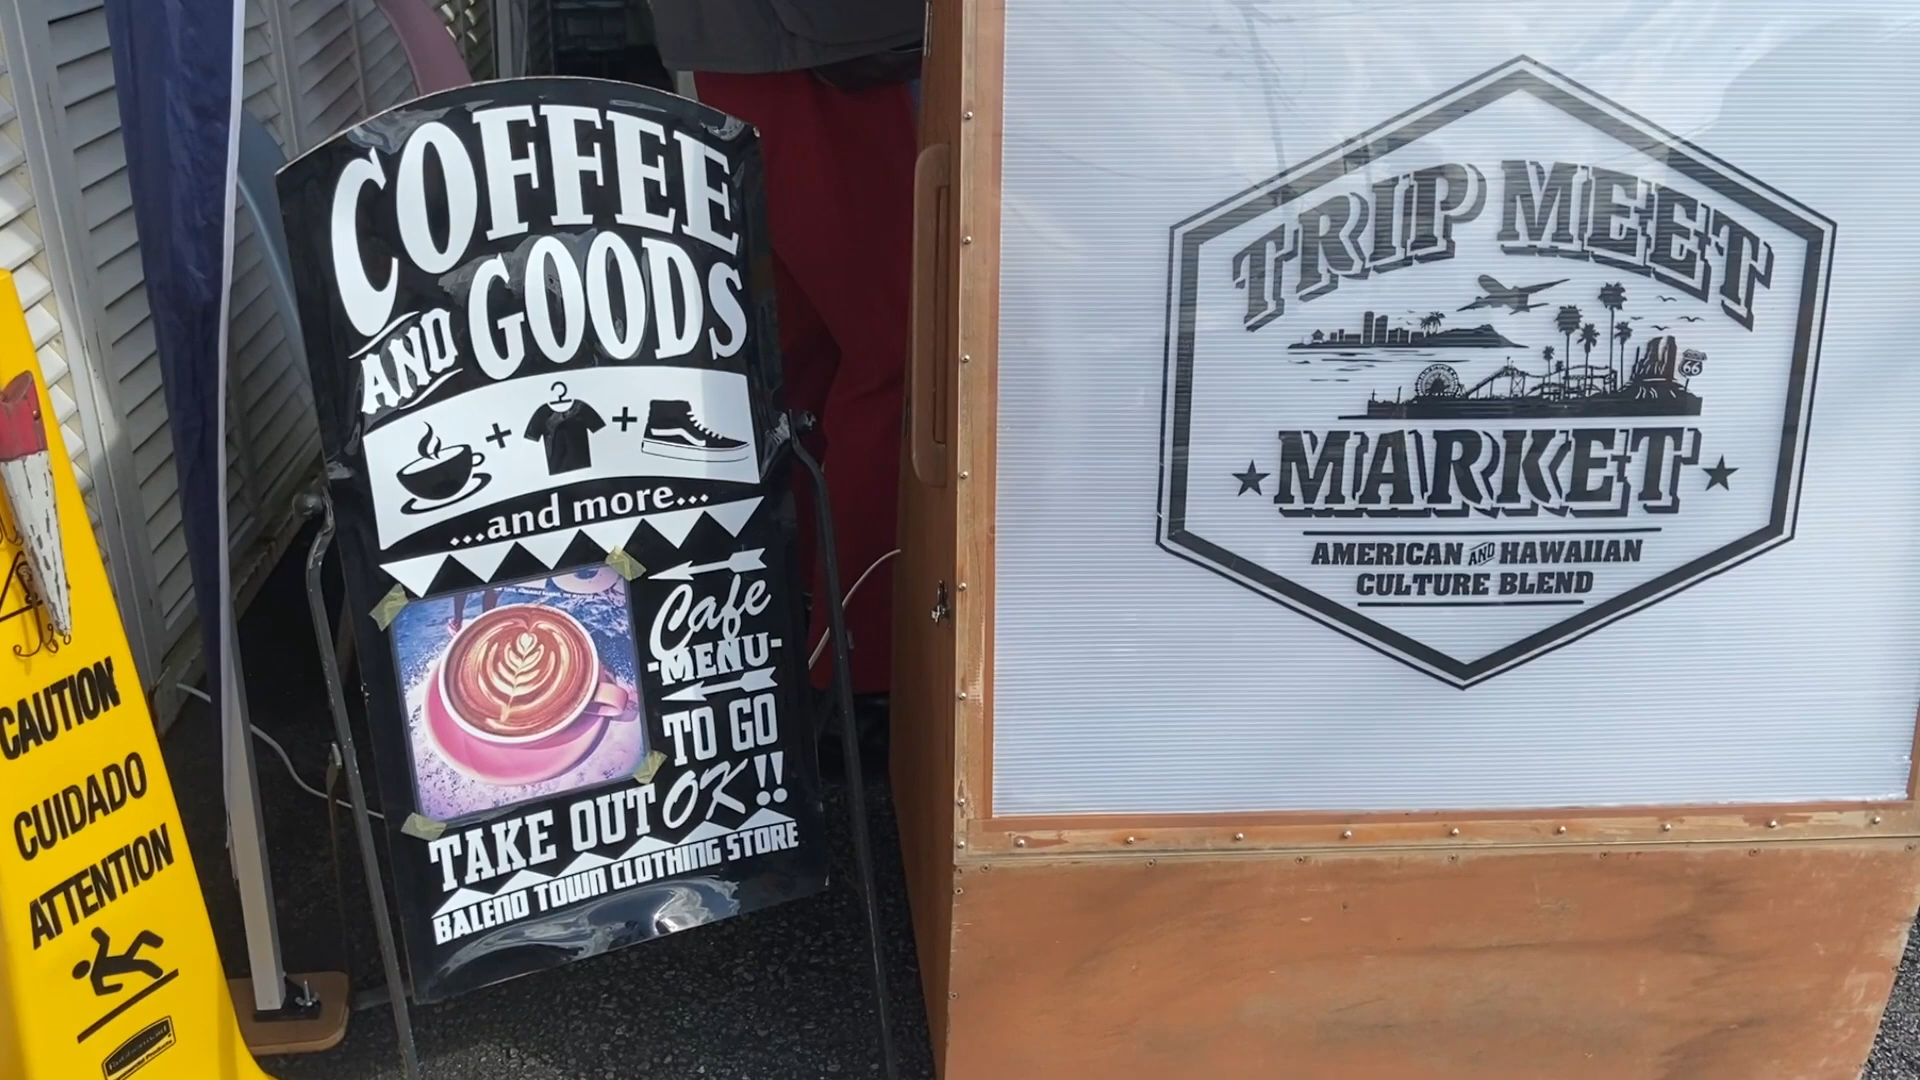 COFFEE
AND GOODS
...and more...
Cafe
-MENU-
TO GO
OK!!
TAKE OUT
BALEND TOWN CLOTHING STORE
TRIP MEET
66
MARKET
AMERICAN AND HAWAIIAN
CULTURE BLEND
CAUTION
CUIDADO
ATTENTION